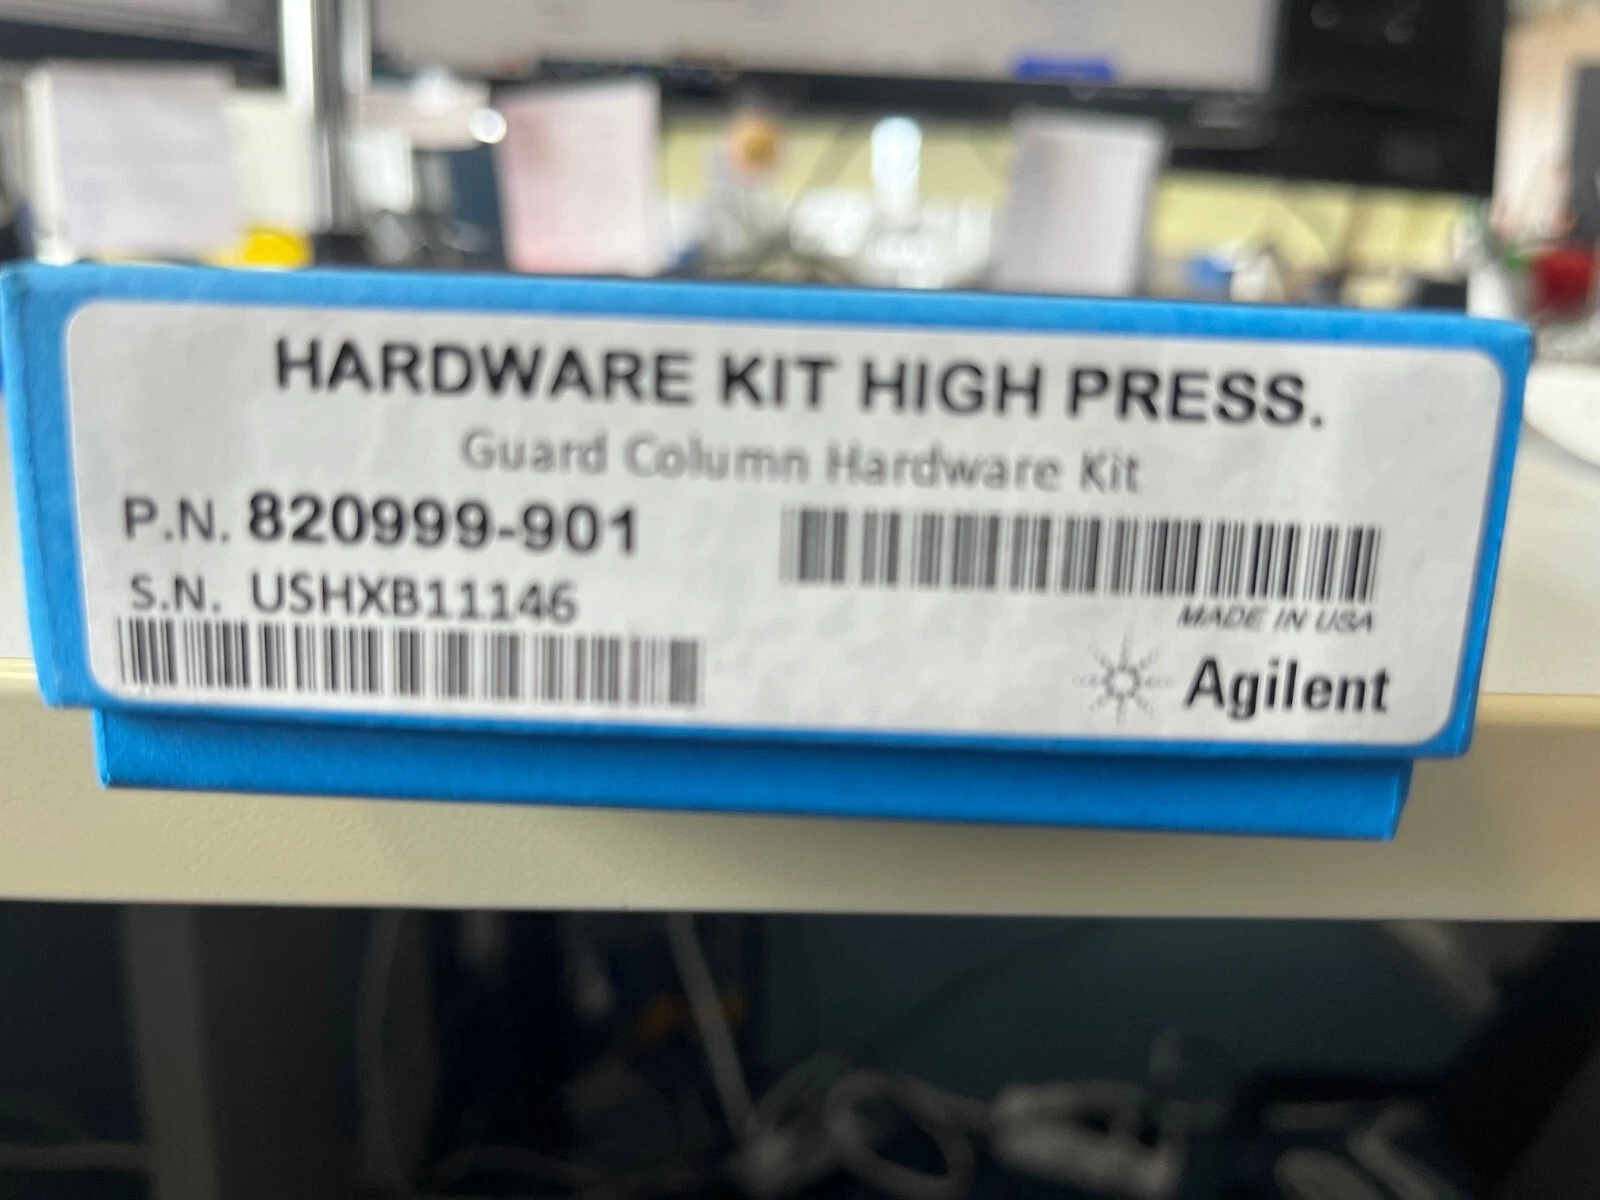 HARDWARE KIT HIGH PRESS.
Guard Column Hardware Kit
P.N. 820999-901
S.N. USHXB11146
MADE IN USA
Agilent